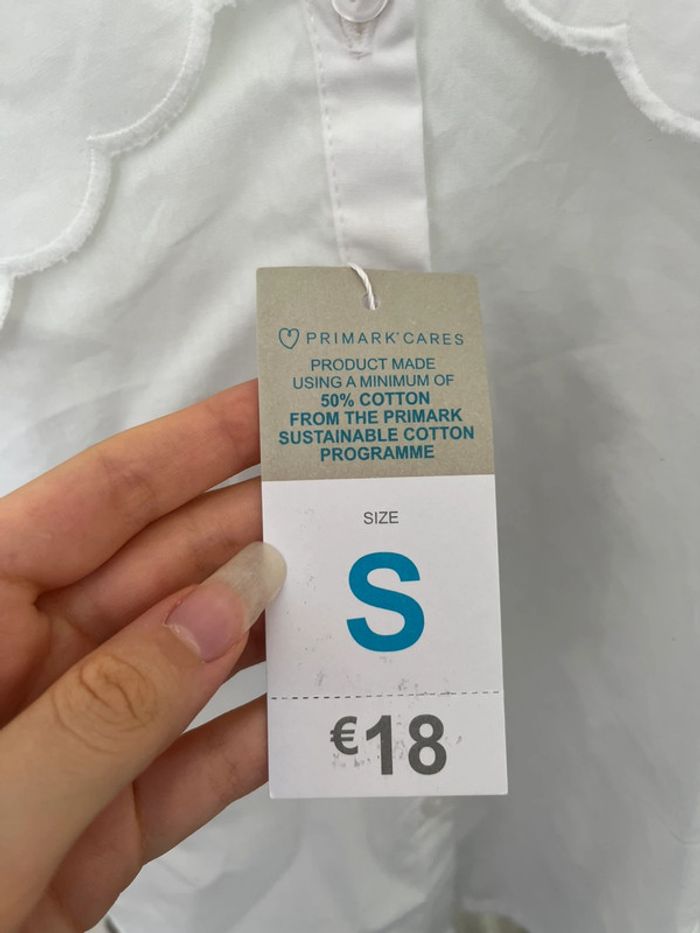 PRIMARK® CARES
PRODUCT MADE
USING A MINIMUM OF
50% COTTON
FROM THE PRIMARK
SUSTAINABLE COTTON
PROGRAMME
SIZE
S
€18